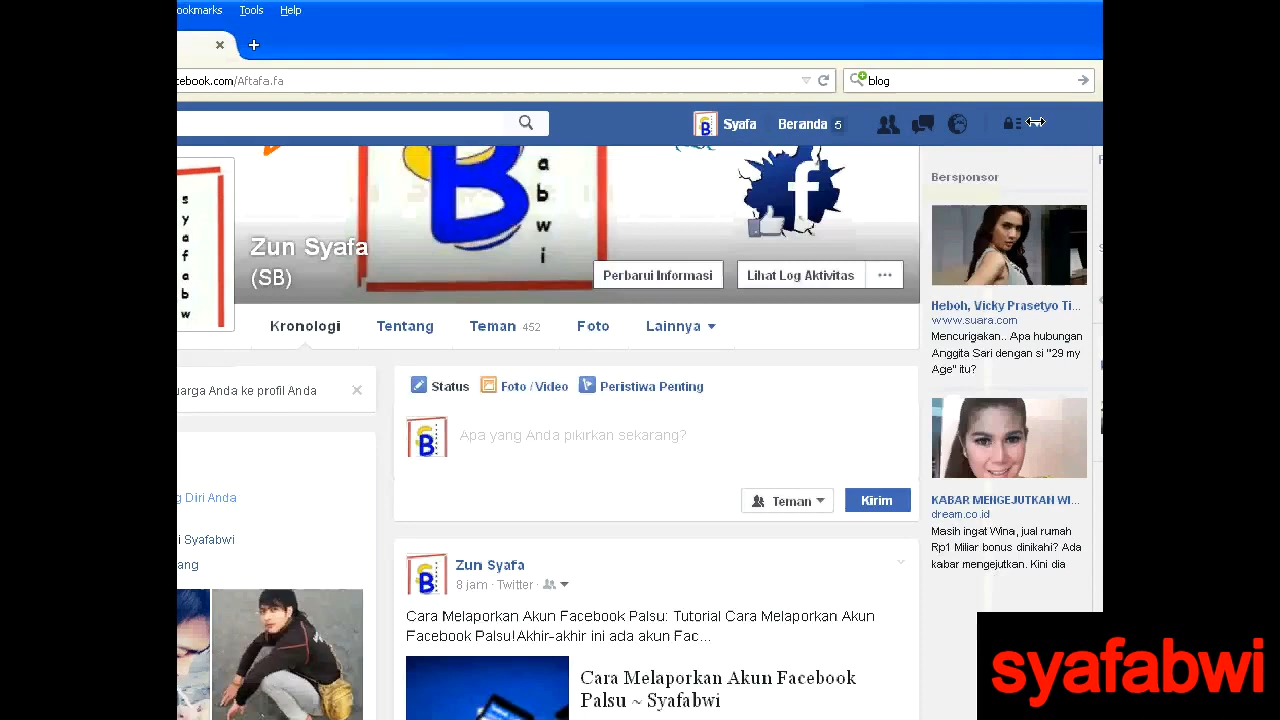 ookmarks Tools Help
cebook.com/Aftafa.fa
blog
Syafa Beranda 5
B
a
b
w
i
f
s
y
a
f
a
b
w
Zun Syafa
(SB)
Perbarui Informasi Lihat Log Aktivitas ...
Kronologi Tentang Teman 452 Foto Lainnya
uarga Anda ke profil Anda
g Diri Anda
i Syafabwi
ang
Status Foto / Video Peristiwa Penting
B
Apa yang Anda pikirkan sekarang?
Teman Kirim
B
Zun Syafa
8 jam · Twitter ·
Cara Melaporkan Akun Facebook Palsu: Tutorial Cara Melaporkan Akun
Facebook Palsu!Akhir-akhir ini ada akun Fac...
Cara Melaporkan Akun Facebook
Palsu ~ Syafabwi
Bersponsor
Heboh, Vicky Prasetyo Ti...
www.suara.com
Mencurigakan.. Apa hubungan
Anggita Sari dengan si "29 my
Age" itu?
KABAR MENGEJUTKAN WI...
dream.co.id
Masih ingat Wina, jual rumah
Rp1 Miliar bonus dinikahi? Ada
kabar mengejutkan. Kini dia
syafabwi